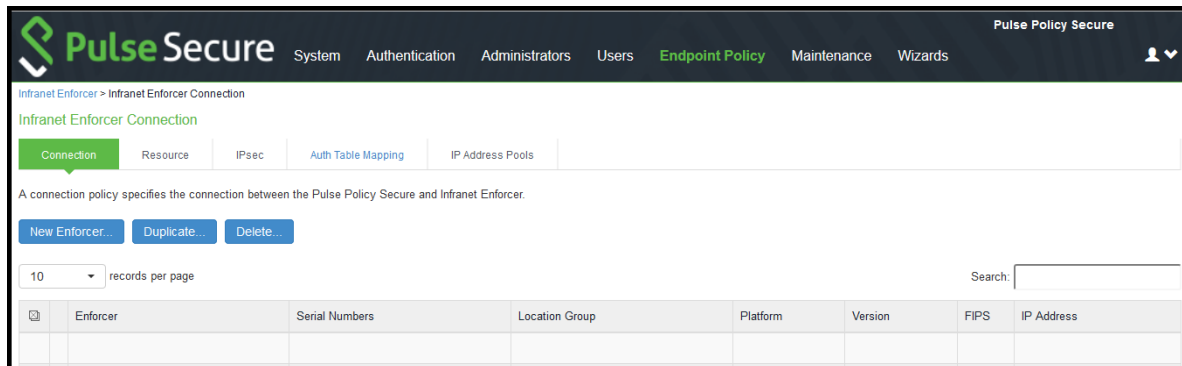 Pulse Policy Secure
Pulse Secure System Authentication Administrators Users Endpoint Policy Maintenance Wizards
Infranet Enforcer > Infranet Enforcer Connection
Infranet Enforcer Connection
Connection Resource IPsec Auth Table Mapping IP Address Pools
A connection policy specifies the connection between the Pulse Policy Secure and Infranet Enforcer.
New Enforcer... Duplicate... Delete...
10 records per page Search:
Enforcer Serial Numbers Location Group Platform Version FIPS IP Address